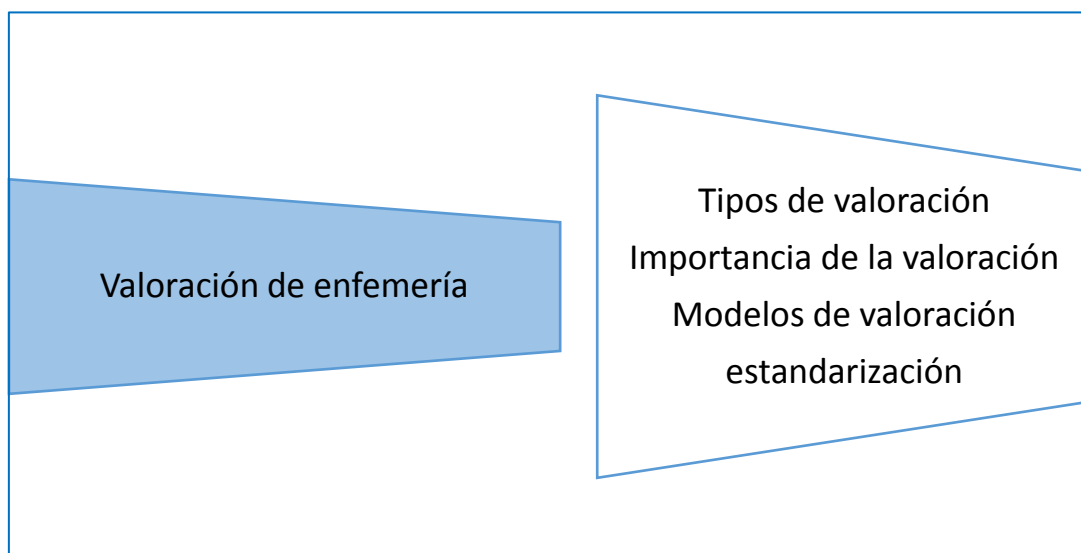 Valoración de enfemería
Tipos de valoración
Importancia de la valoración
Modelos de valoración
estandarización